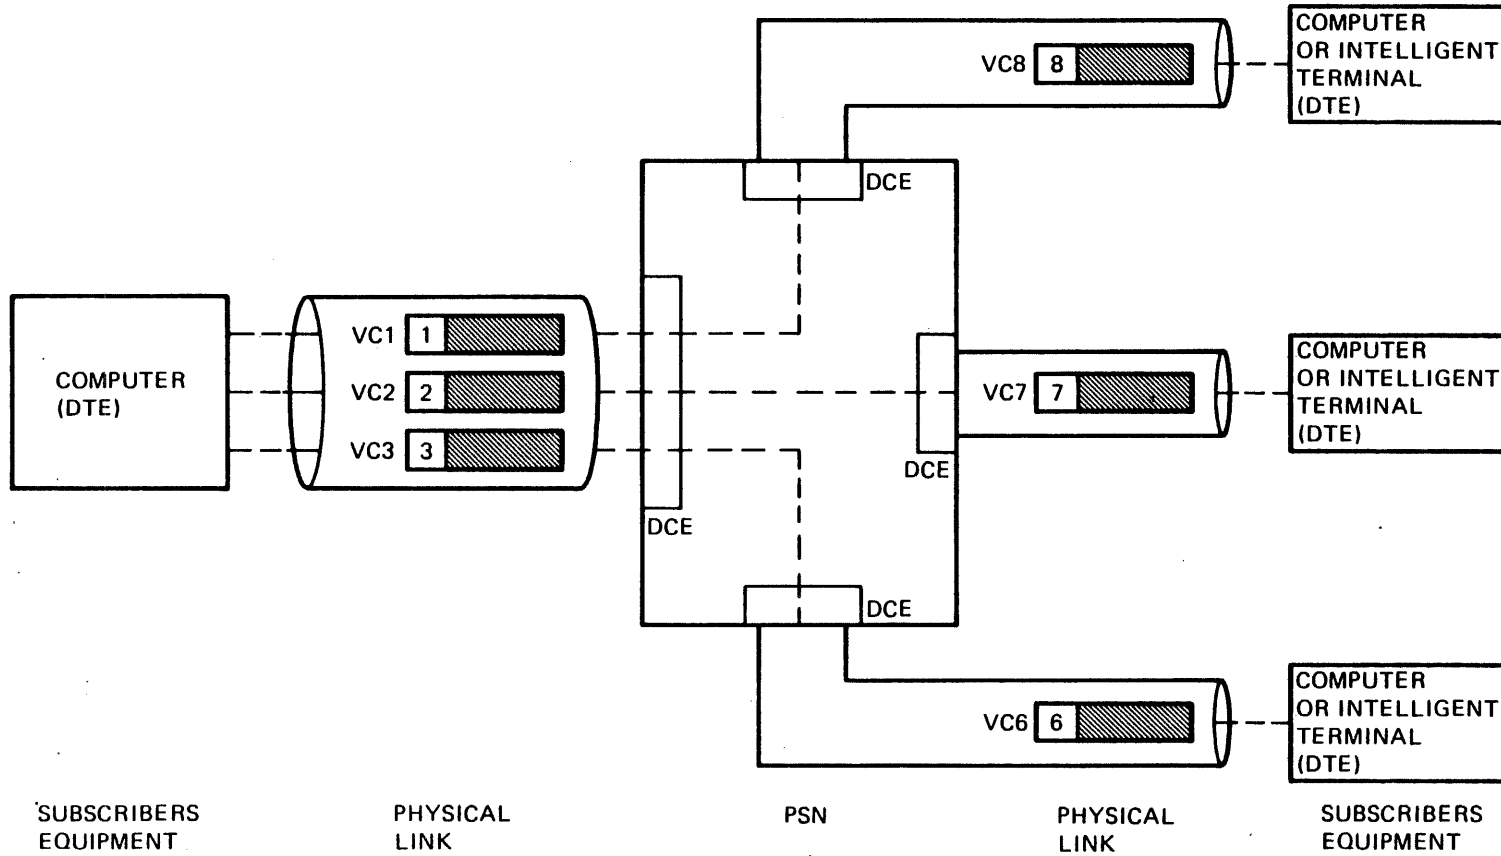 COMPUTER
OR INTELLIGENT
TERMINAL
(DTE)
VC8 8
DCE
VC1 1
COMPUTER
(DTE)
VC2 2
VC3 3
DCE
VC7 7
DCE
COMPUTER
OR INTELLIGENT
TERMINAL
(DTE)
DCE
VC6 6
COMPUTER
OR INTELLIGENT
TERMINAL
(DTE)
SUBSCRIBERS
EQUIPMENT
PHYSICAL
LINK
PSN
PHYSICAL
LINK
SUBSCRIBERS
EQUIPMENT